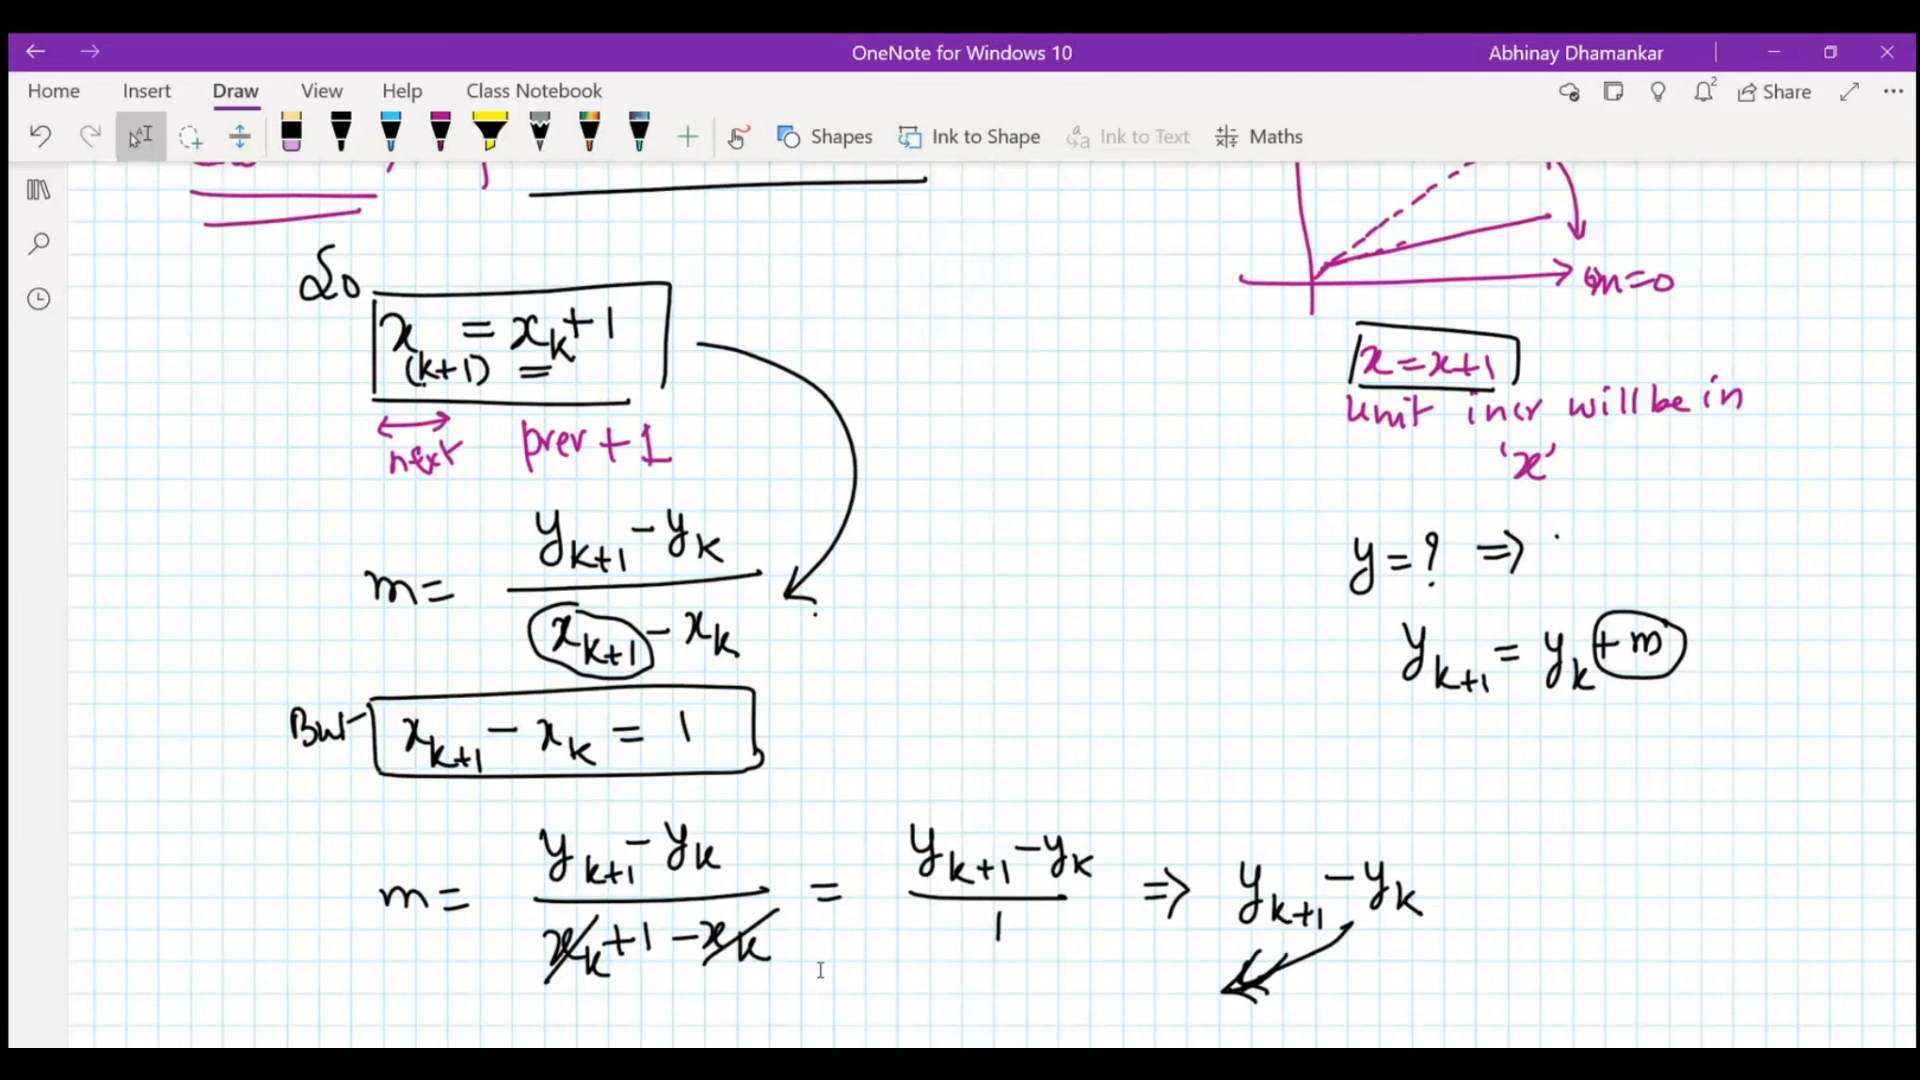 OneNote for Windows 10
Abhinay Dhamankar
Home Insert Draw View Help Class Notebook
2
Share
Shapes Ink to Shape Ink to Text Maths
So
x(k+1) = xk+1
=
next prev + 1
m = yk+1 - yk / xk+1 - xk
But xk+1 - xk = 1
m = yk+1 - yk / xk+1 - xk = yk+1 - yk / 1 ⇒ yk+1 - yk
m=0
x = x+1
Unit incr will be in
'x'
y = ? ⇒
yk+1 = yk + m